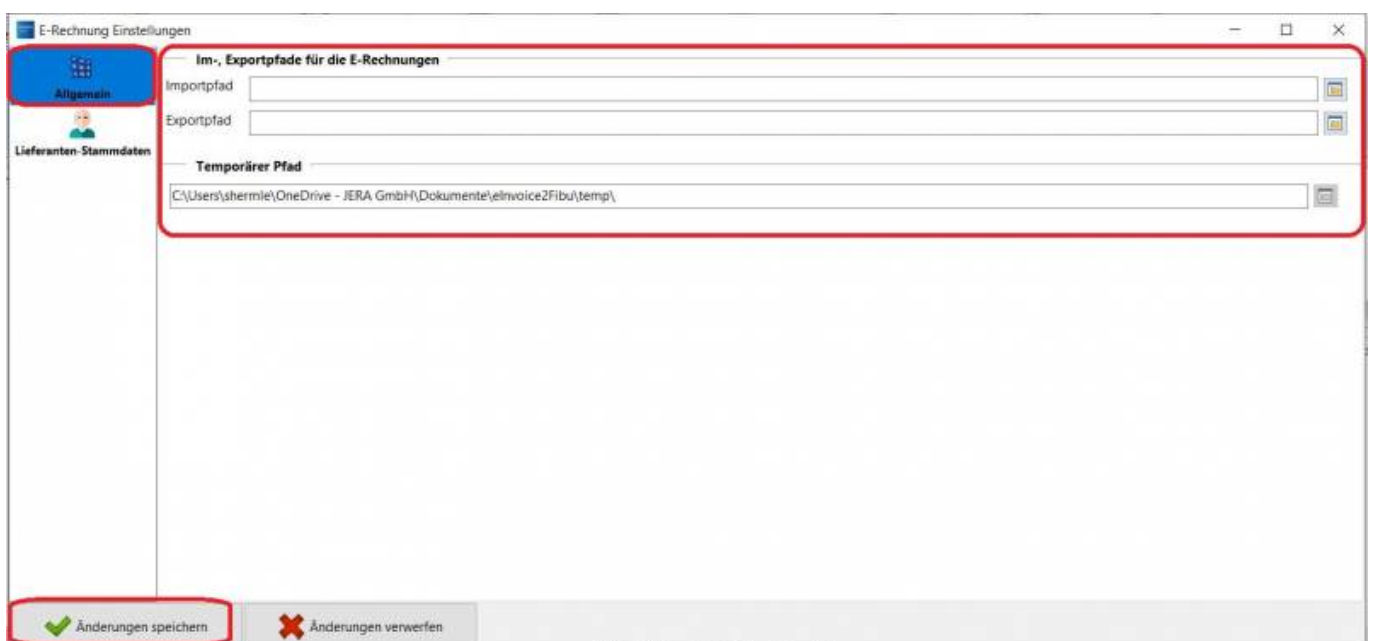 E-Rechnung Einstellungen
Allgemein
Lieferanten-Stammdaten
Im-, Exportpfade für die E-Rechnungen
Importpfad
Exportpfad
Temporärer Pfad
C:\Users\shermle\OneDrive - JERA GmbH\Dokumente\eInvoice2Fibu\temp\
Änderungen speichern
Änderungen verwerfen